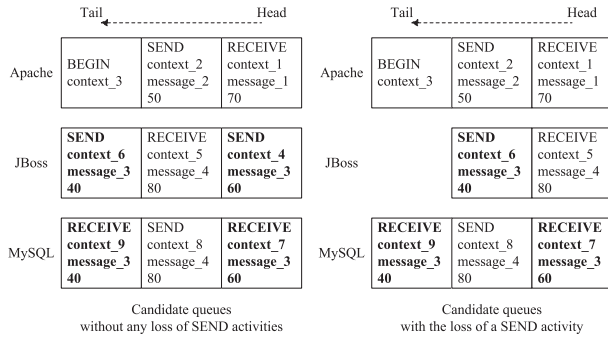 Tail Head
Apache
BEGIN
context_3
SEND
context_2
message_2
50
RECEIVE
context_1
message_1
70
JBoss
SEND
context_6
message_3
40
RECEIVE
context_5
message_4
80
SEND
context_4
message_3
60
MySQL
RECEIVE
context_9
message_3
40
SEND
context_8
message_4
80
RECEIVE
context_7
message_3
60
Candidate queues
without any loss of SEND activities
Tail Head
Apache
BEGIN
context_3
SEND
context_2
message_2
50
RECEIVE
context_1
message_1
70
JBoss
SEND
context_6
message_3
40
RECEIVE
context_5
message_4
80
MySQL
RECEIVE
context_9
message_3
40
SEND
context_8
message_4
80
RECEIVE
context_7
message_3
60
Candidate queues
with the loss of a SEND activity